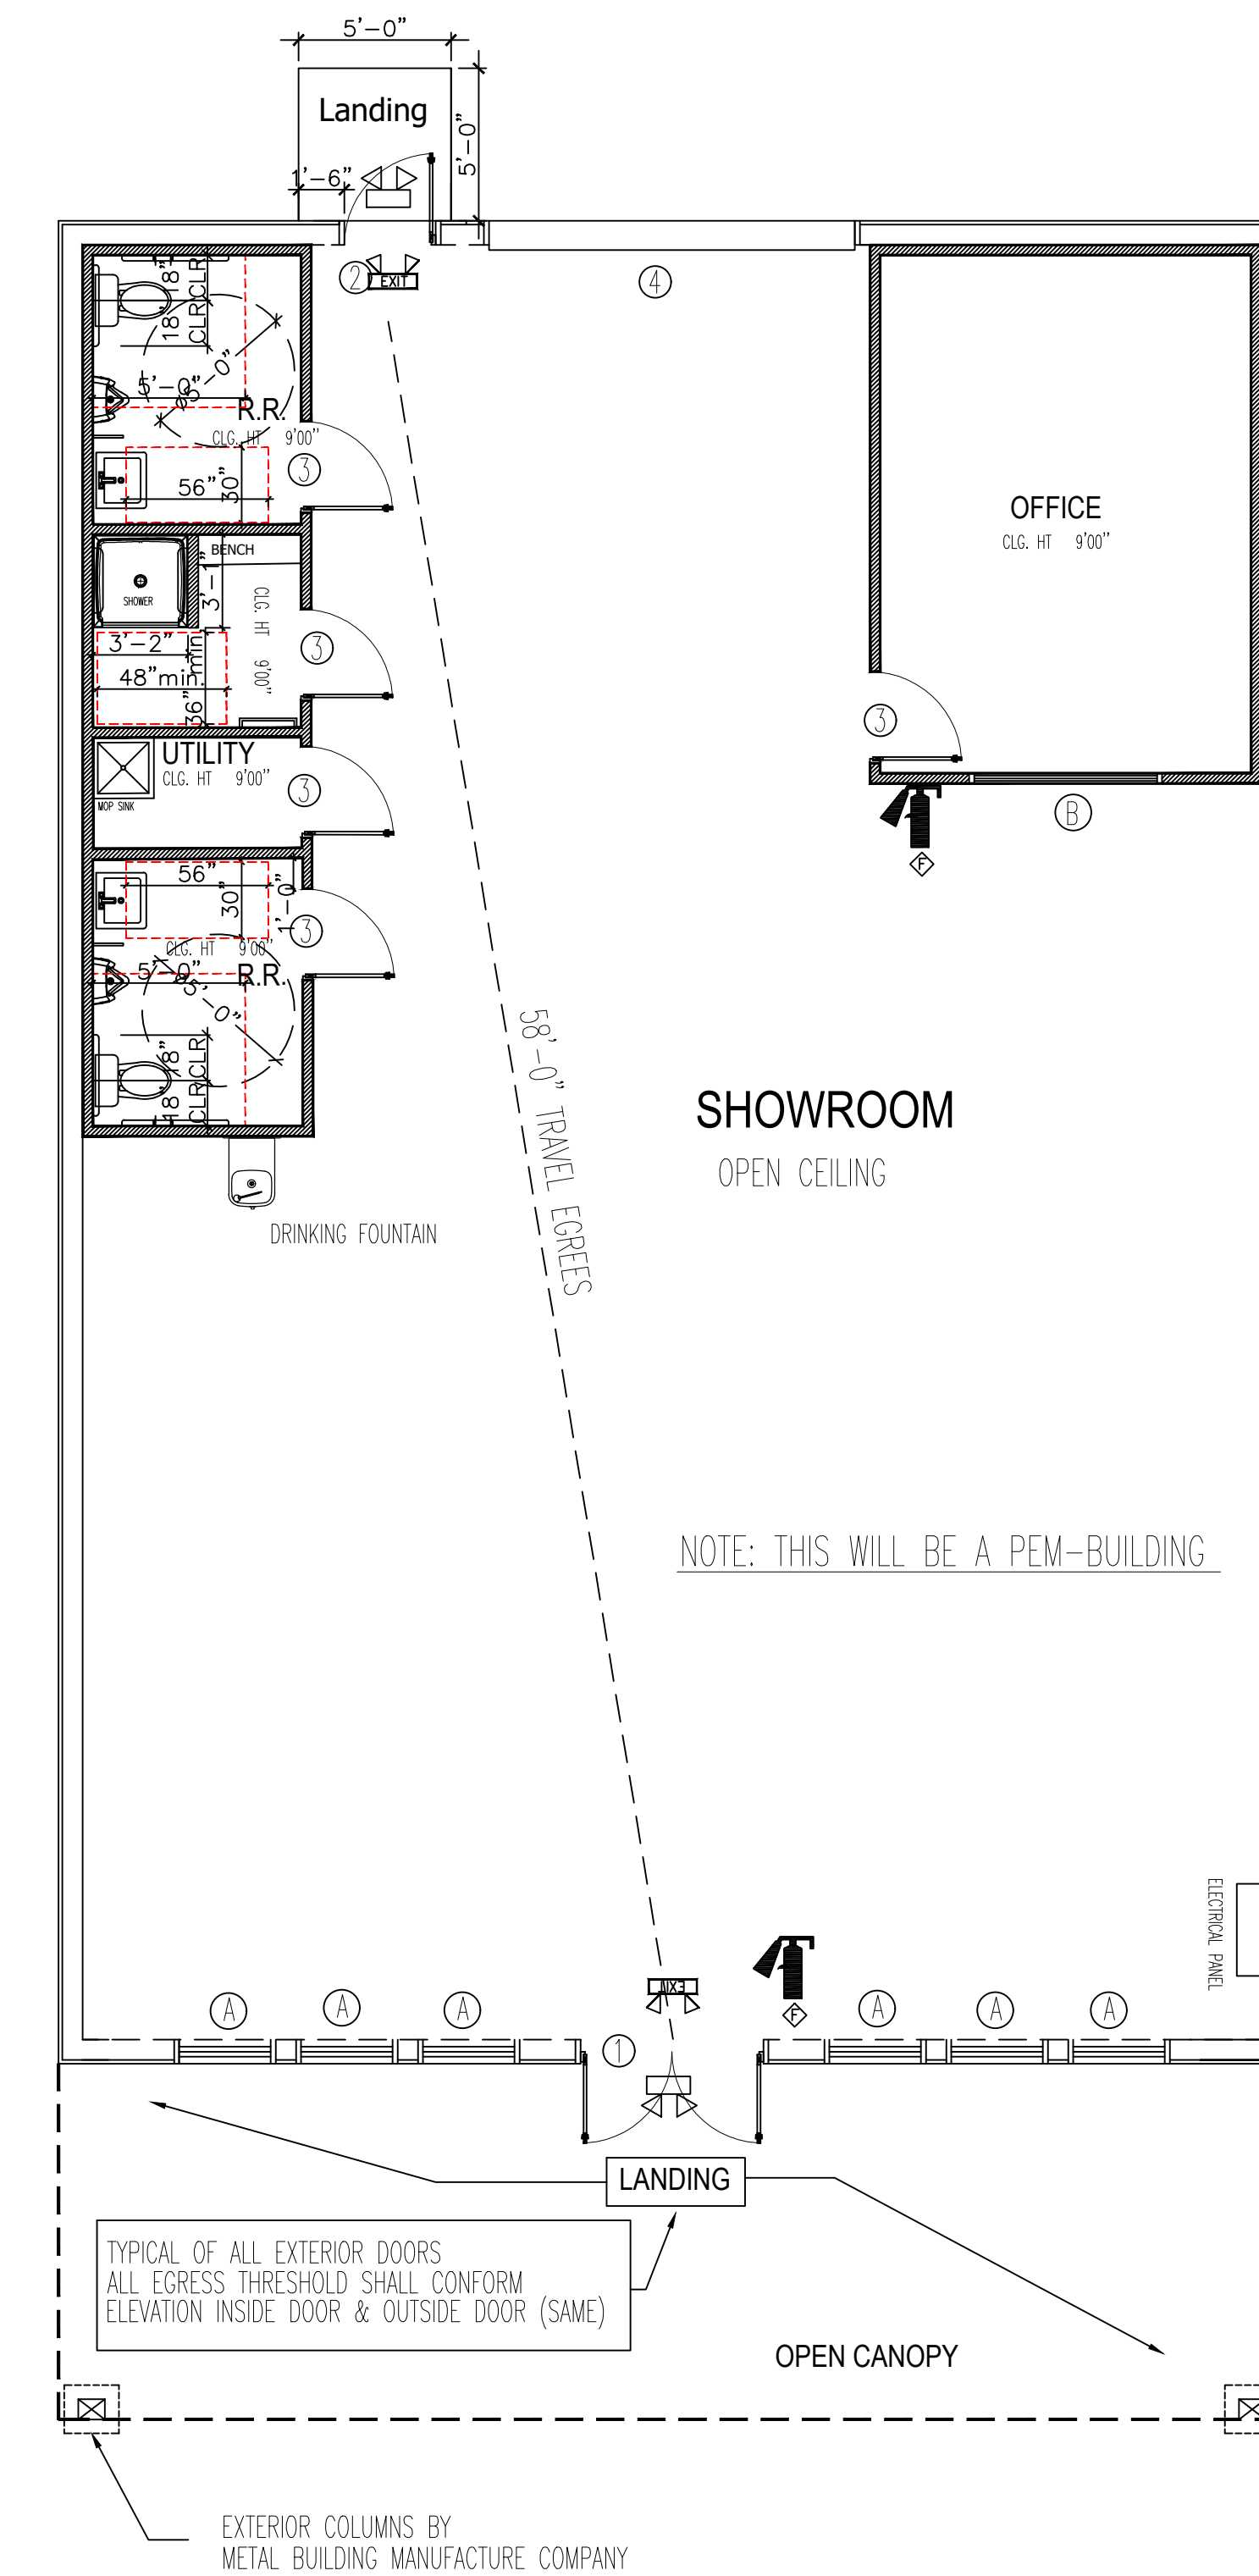 5'-0"
Landing
5'-0"
1'-6"
2
EXIT
4
18"
CLR
18"
CLR
5'-0"
ø5'-0"
R.R.
CLG. HT 9'00"
3
56"
30"
OFFICE
CLG. HT 9'00"
BENCH
SHOWER
3'-1"
CLG. HT 9'00"
3'-2"
48"min.
36"min.
3
3
UTILITY
CLG. HT 9'00"
MOP SINK
3
B
F
56"
30"
1'-0"
3
CLG. HT 9'00"
5'-0"
R.R.
ø5'-0"
18"
CLR
18"
CLR
58'-0" TRAVEL EGREES
SHOWROOM
OPEN CEILING
DRINKING FOUNTAIN
NOTE: THIS WILL BE A PEM-BUILDING
ELECTRICAL PANEL
EXIT
A
A
A
F
A
A
A
1
LANDING
TYPICAL OF ALL EXTERIOR DOORS
ALL EGRESS THRESHOLD SHALL CONFORM
ELEVATION INSIDE DOOR & OUTSIDE DOOR (SAME)
OPEN CANOPY
EXTERIOR COLUMNS BY
METAL BUILDING MANUFACTURE COMPANY